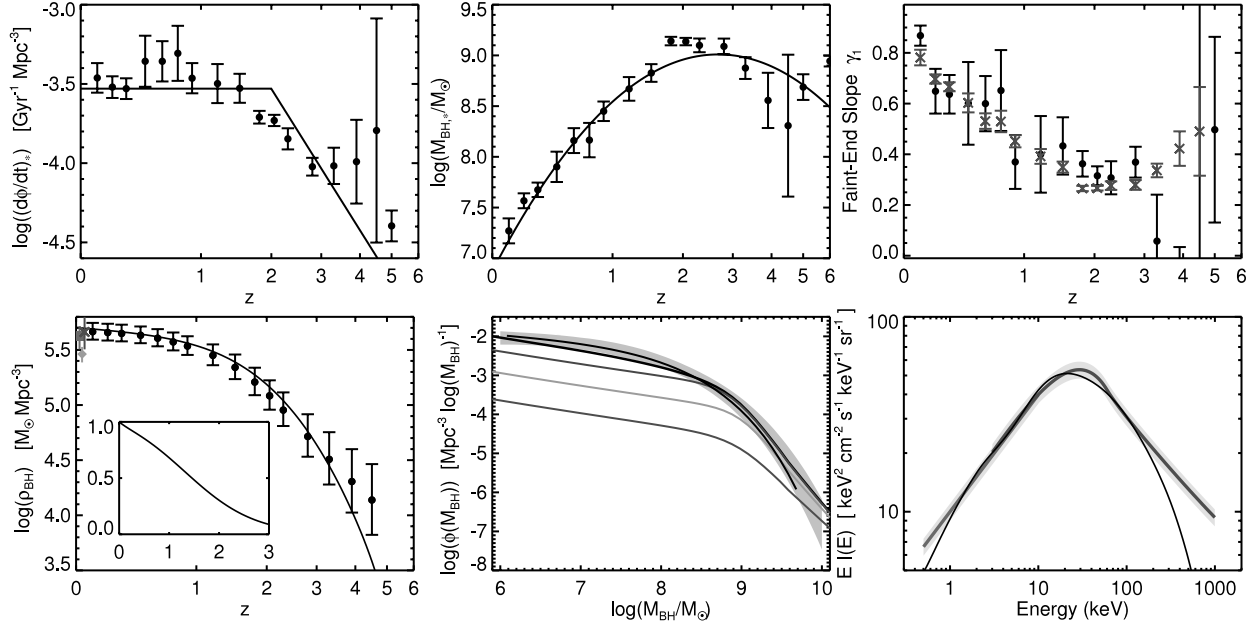 -3.0
-3.5
-4.0
-4.5
log((dφ/dt)*) [Gyr⁻¹ Mpc⁻³]
0 1 2 3 4 5 6
z
9.5
9.0
8.5
8.0
7.5
7.0
log(M_BH,*/M⊙)
0 1 2 3 4 5 6
z
0.8
0.6
0.4
0.2
0.0
Faint-End Slope γ₁
0 1 2 3 4 5 6
z
5.5
5.0
4.5
4.0
3.5
log(ρ_BH) [M⊙ Mpc⁻³]
1.0
0.5
0.0
0 1 2 3
0 1 2 3 4 5 6
z
-2
-3
-4
-5
-6
-7
-8
log(φ(M_BH)) [Mpc⁻³ log(M_BH)⁻¹]
6 7 8 9 10
log(M_BH/M⊙)
100
10
E I(E) [ keV² cm⁻² s⁻¹ keV⁻¹ sr⁻¹]
1 10 100 1000
Energy (keV)